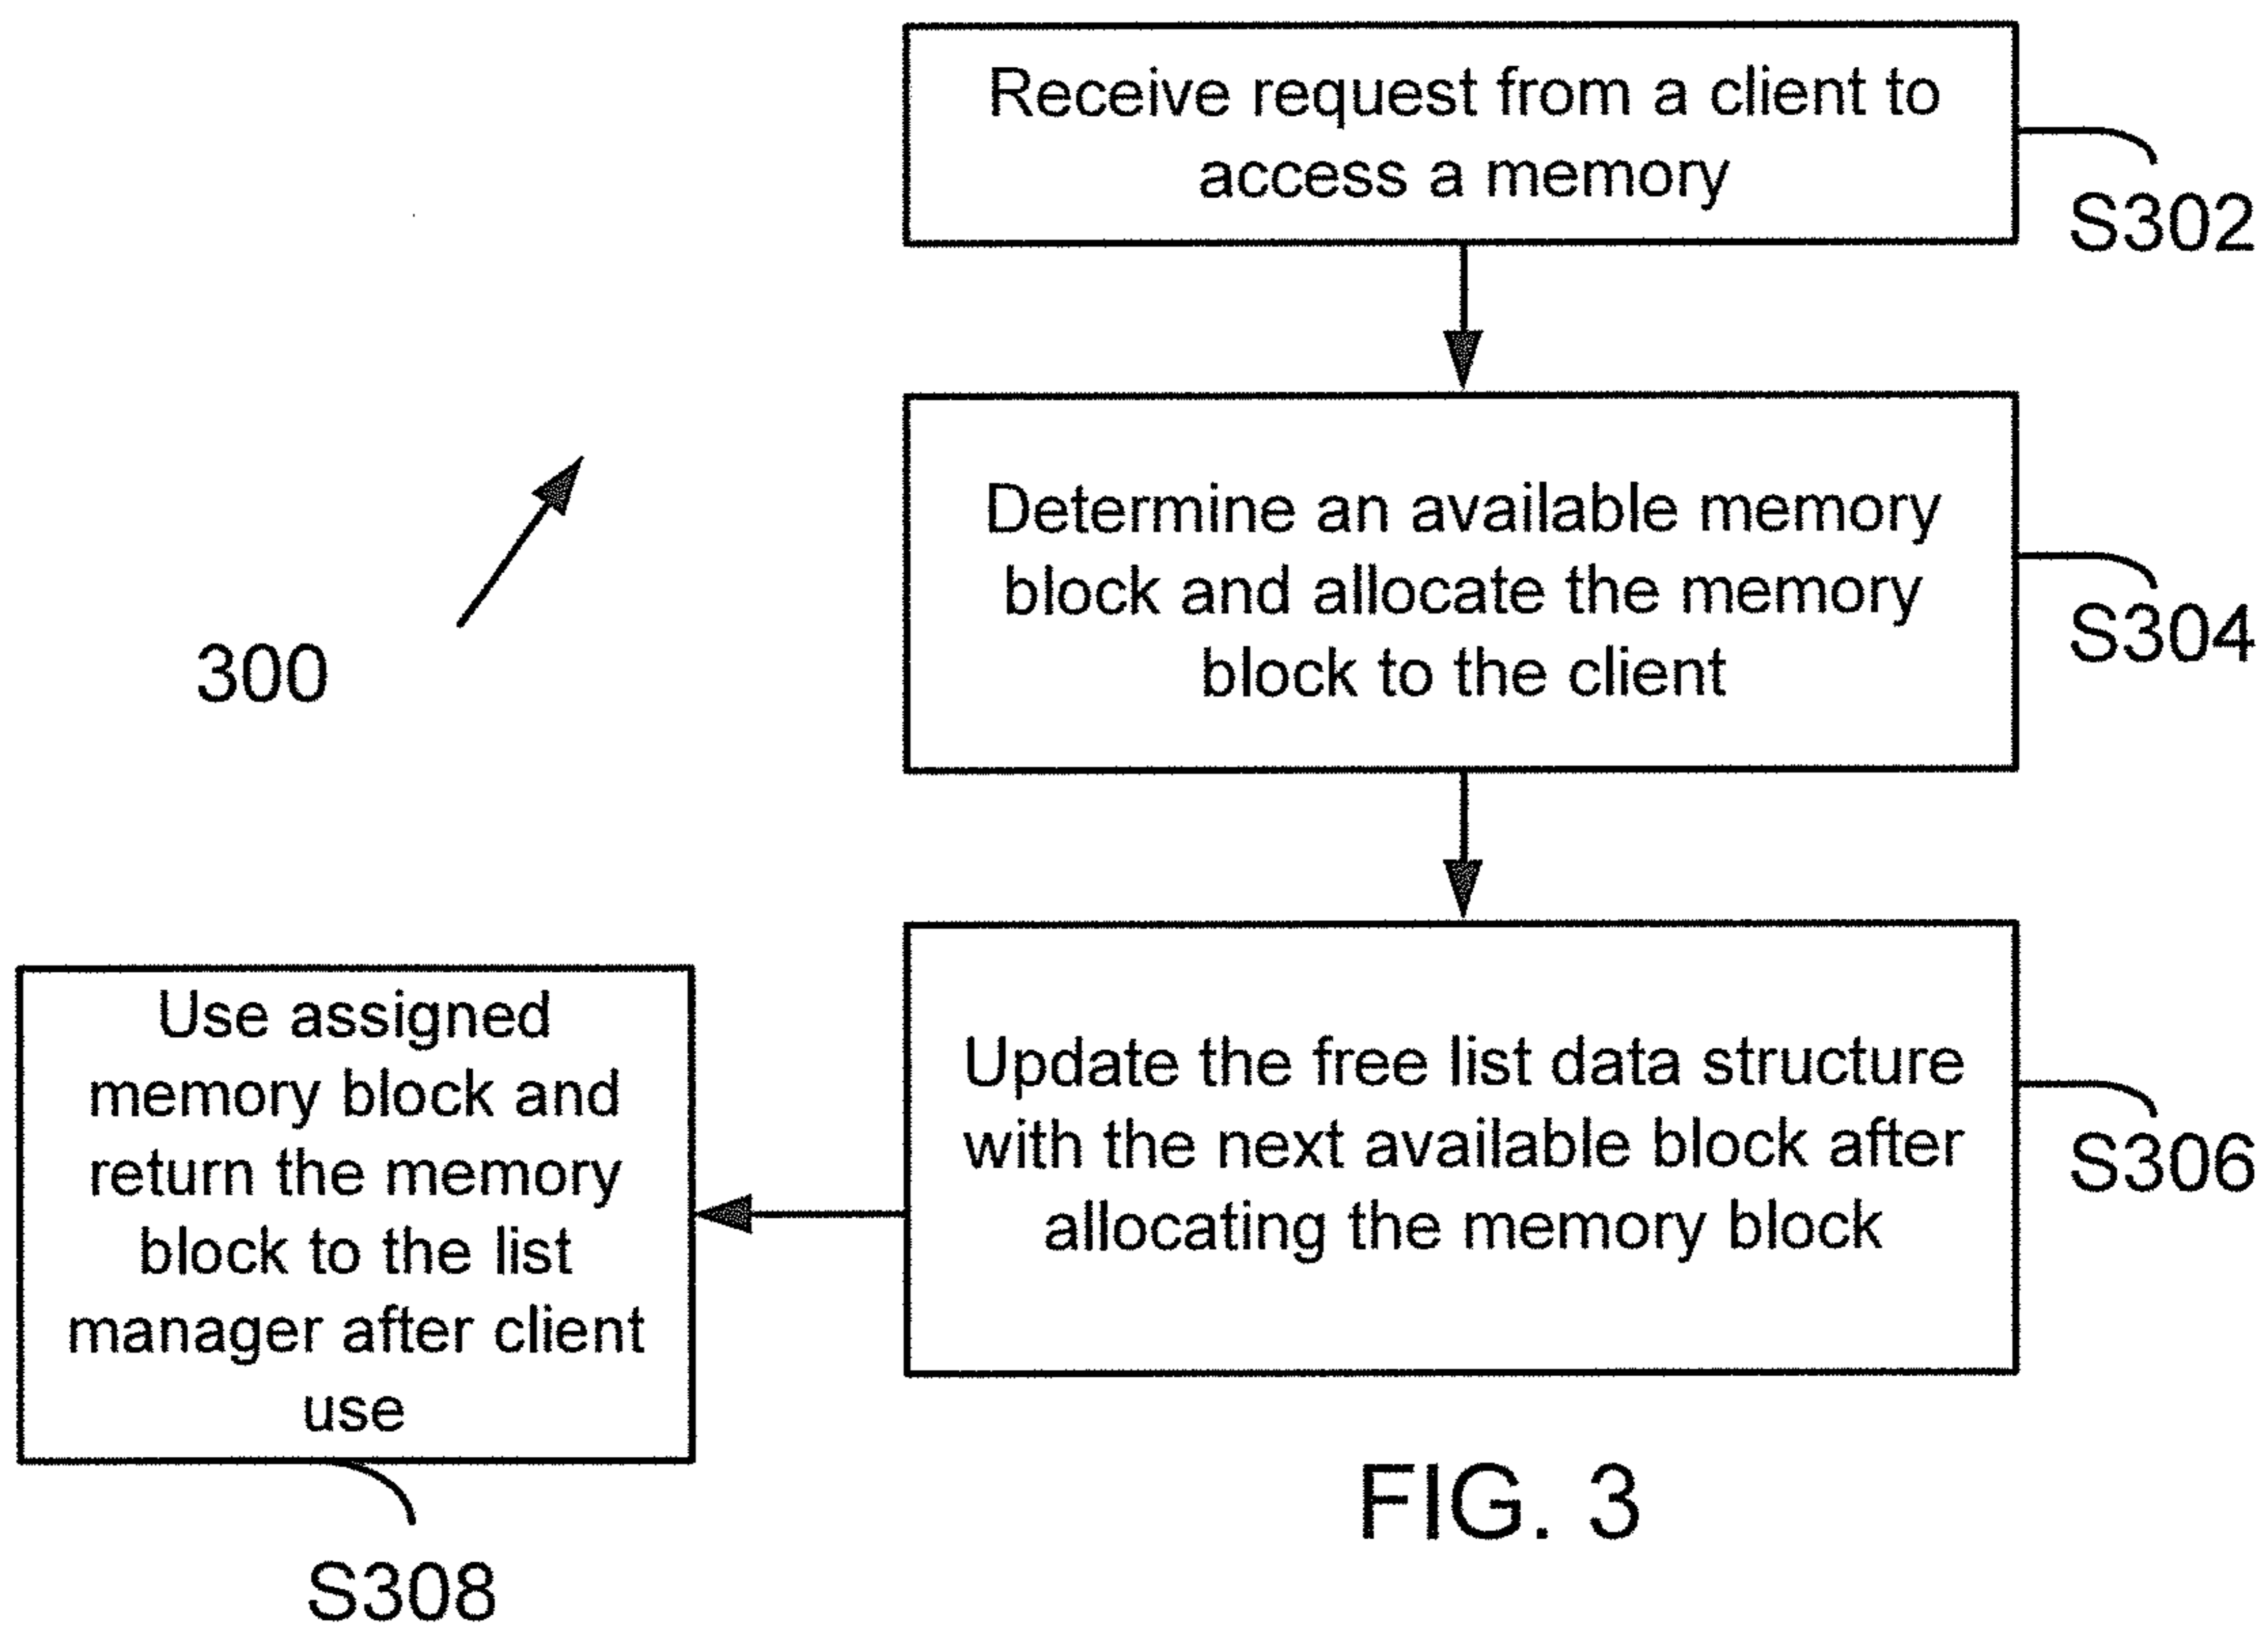 Receive request from a client to
access a memory
S302
Determine an available memory
block and allocate the memory
block to the client
S304
300
Update the free list data structure
with the next available block after
allocating the memory block
S306
Use assigned
memory block and
return the memory
block to the list
manager after client
use
S308
FIG. 3